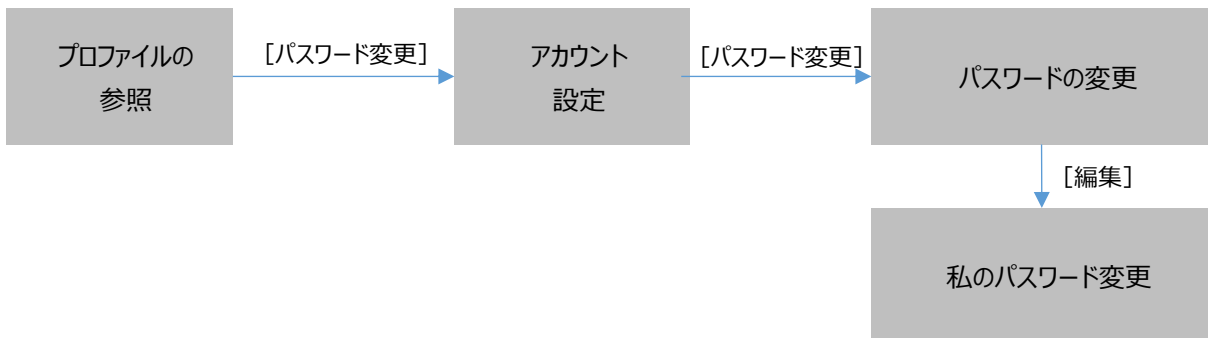 プロファイルの
参照
[パスワード変更]
アカウント
設定
[パスワード変更]
パスワードの変更
[編集]
私のパスワード変更